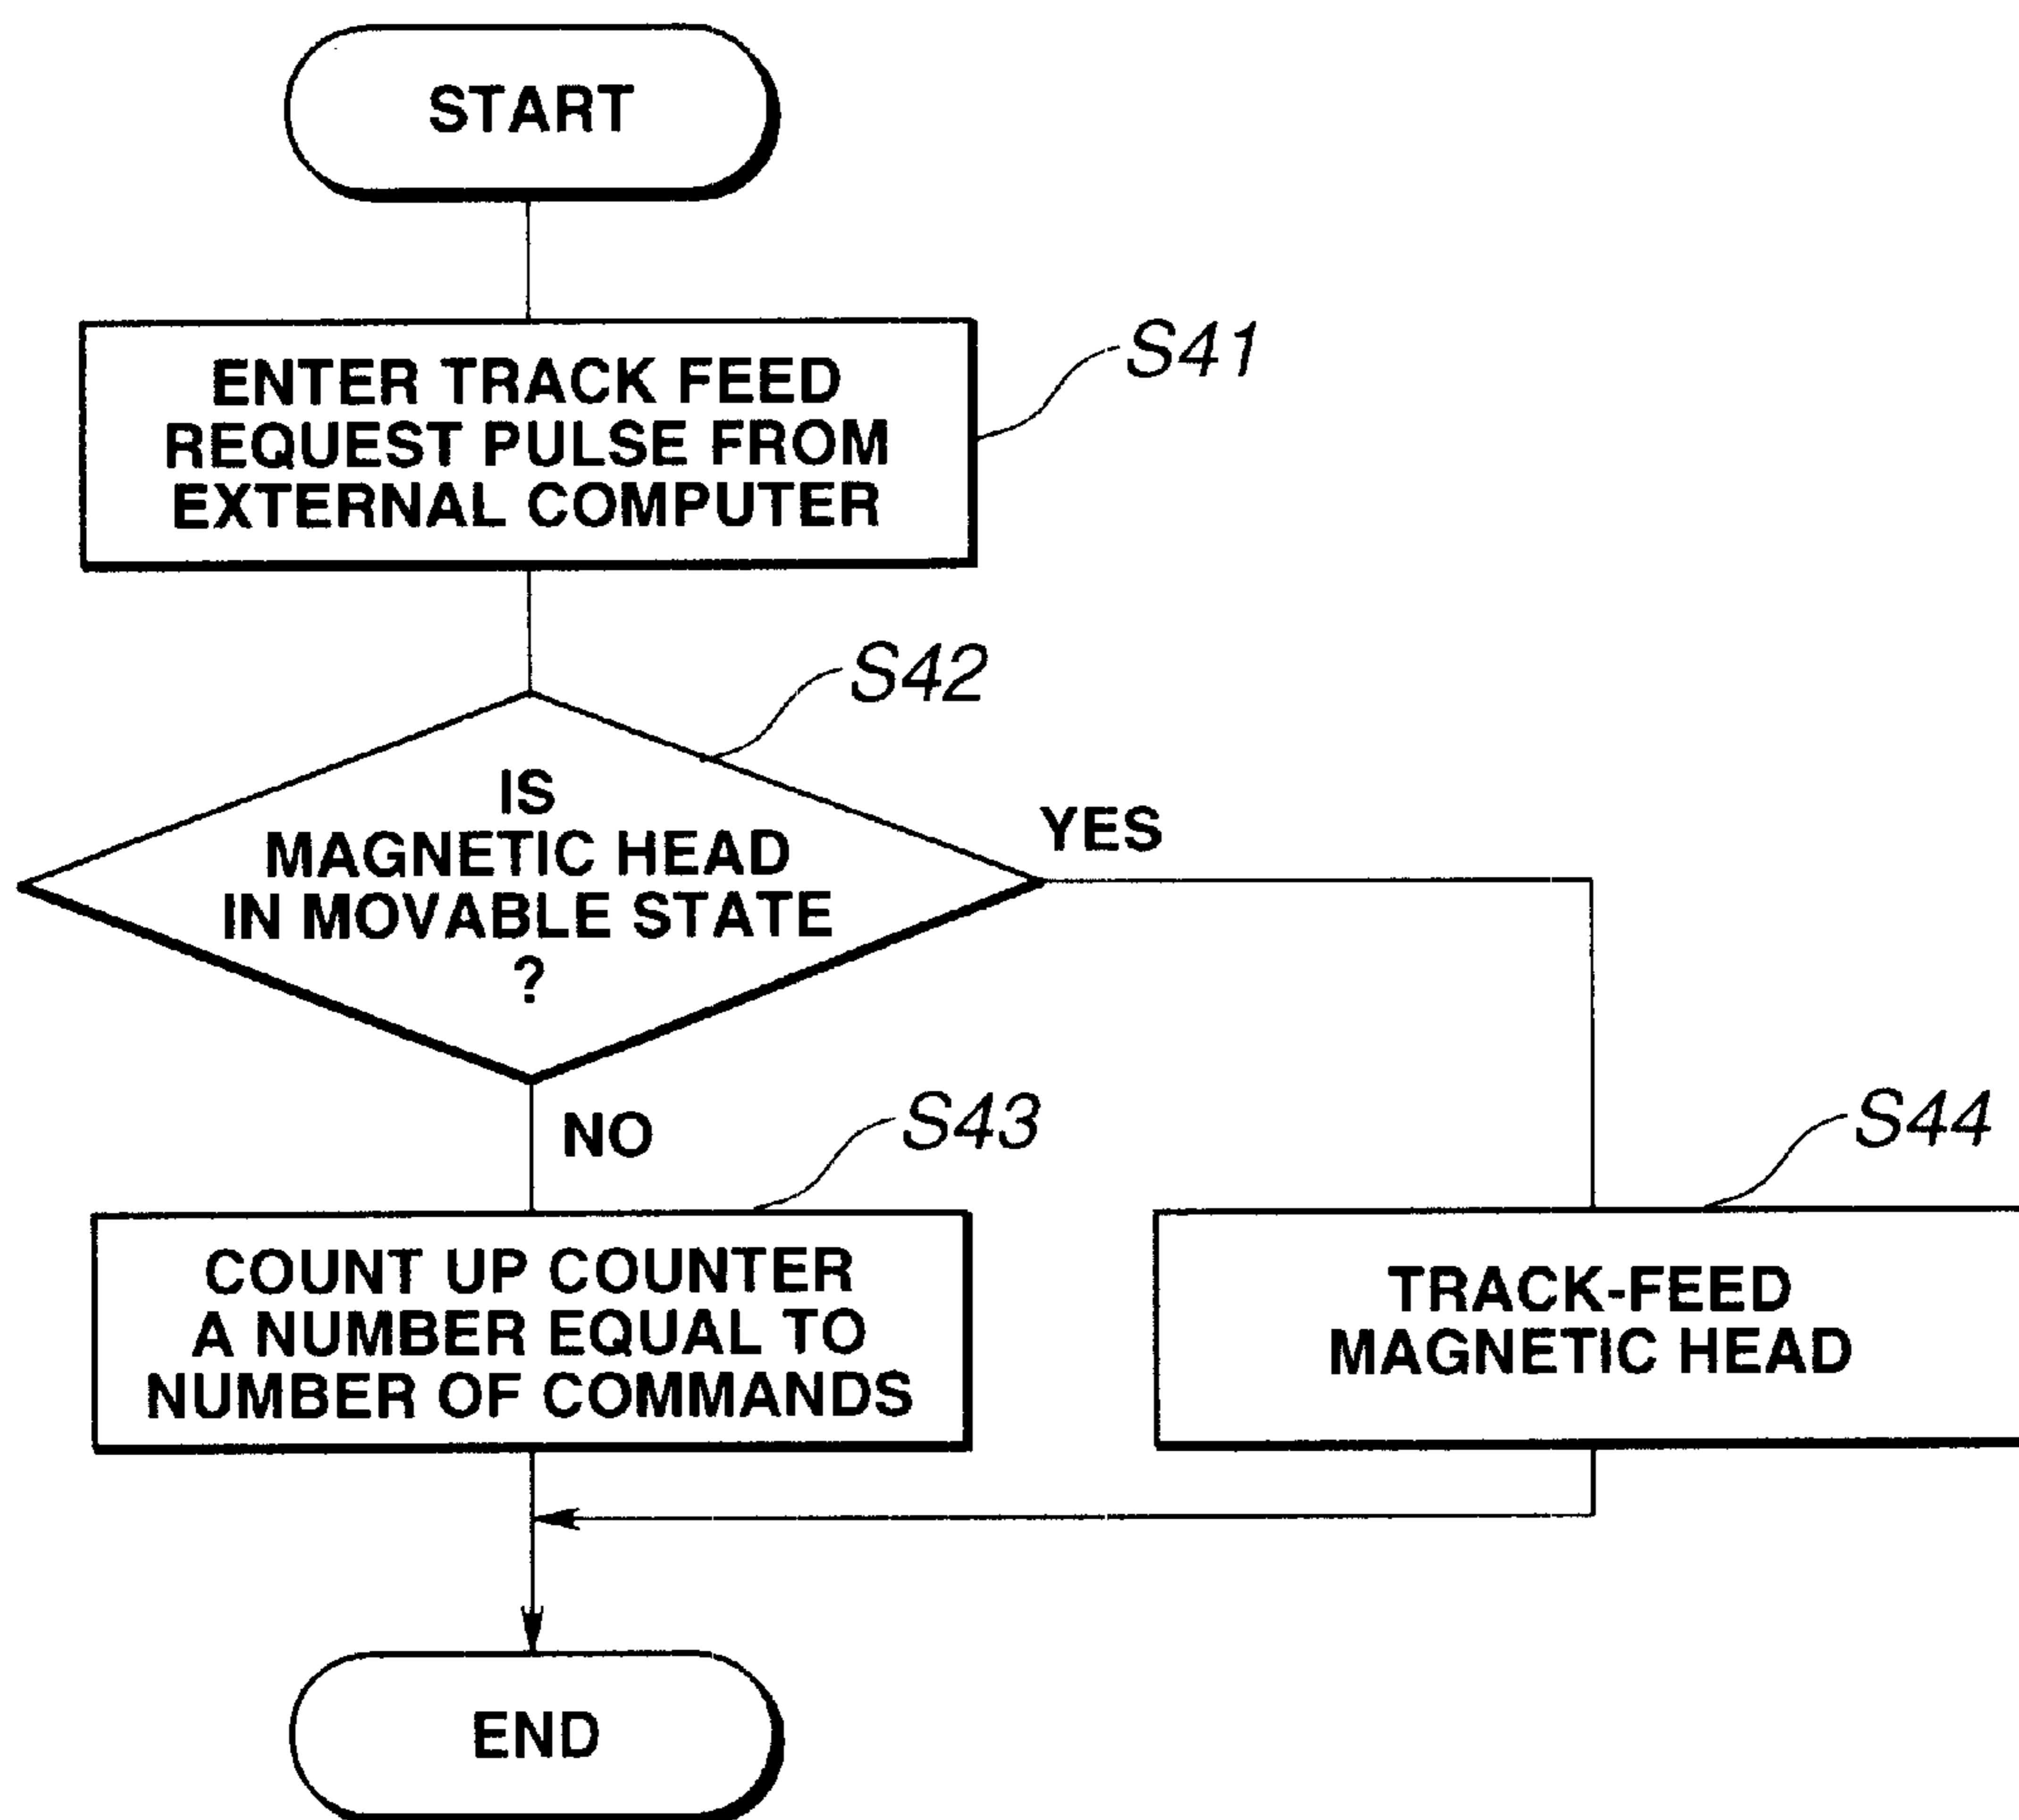 START
ENTER TRACK FEED
REQUEST PULSE FROM
EXTERNAL COMPUTER
S41
S42
IS
MAGNETIC HEAD
IN MOVABLE STATE
?
YES
NO
S43
S44
COUNT UP COUNTER
A NUMBER EQUAL TO
NUMBER OF COMMANDS
TRACK-FEED
MAGNETIC HEAD
END